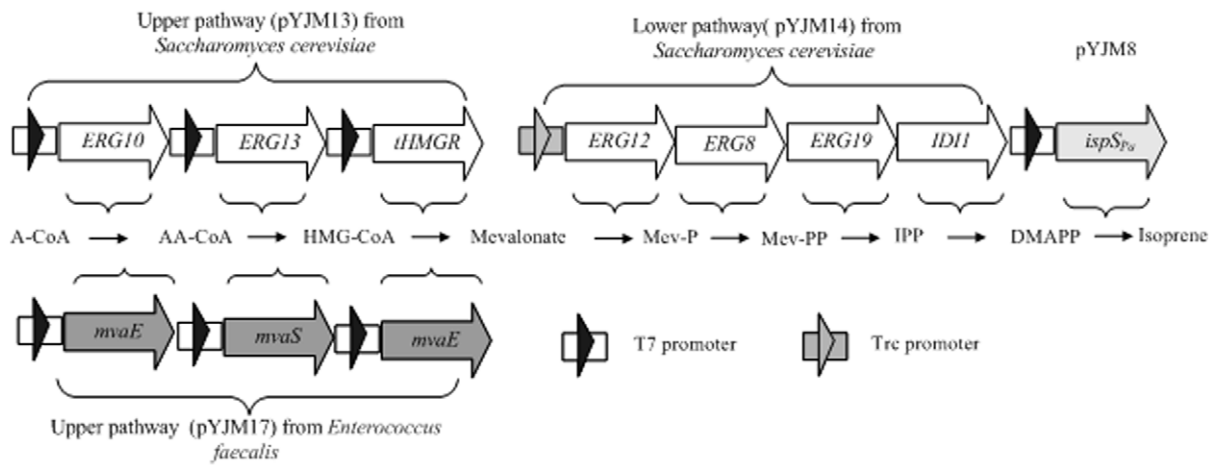 Upper pathway (pYJM13) from
Saccharomyces cerevisiae
Lower pathway( pYJM14) from
Saccharomyces cerevisiae
pYJM8
ERG10
ERG13
tHMGR
ERG12
ERG8
ERG19
IDI1
ispSPa
A-CoA
AA-CoA
HMG-CoA
Mevalonate
Mev-P
Mev-PP
IPP
DMAPP
Isoprene
mvaE
mvaS
mvaE
T7 promoter
Trc promoter
Upper pathway (pYJM17) from Enterococcus
faecalis